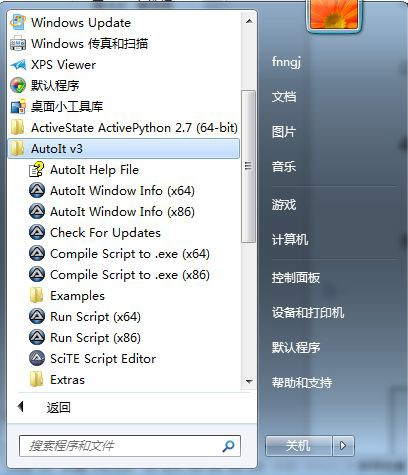 Windows Update
Windows 传真和扫描
XPS Viewer
默认程序
桌面小工具库
ActiveState ActivePython 2.7 (64-bit)
AutoIt v3
AutoIt Help File
AutoIt Window Info (x64)
AutoIt Window Info (x86)
Check For Updates
Compile Script to .exe (x64)
Compile Script to .exe (x86)
Examples
Run Script (x64)
Run Script (x86)
SciTE Script Editor
Extras
返回
搜索程序和文件
fnngj
文档
图片
音乐
游戏
计算机
控制面板
设备和打印机
默认程序
帮助和支持
关机